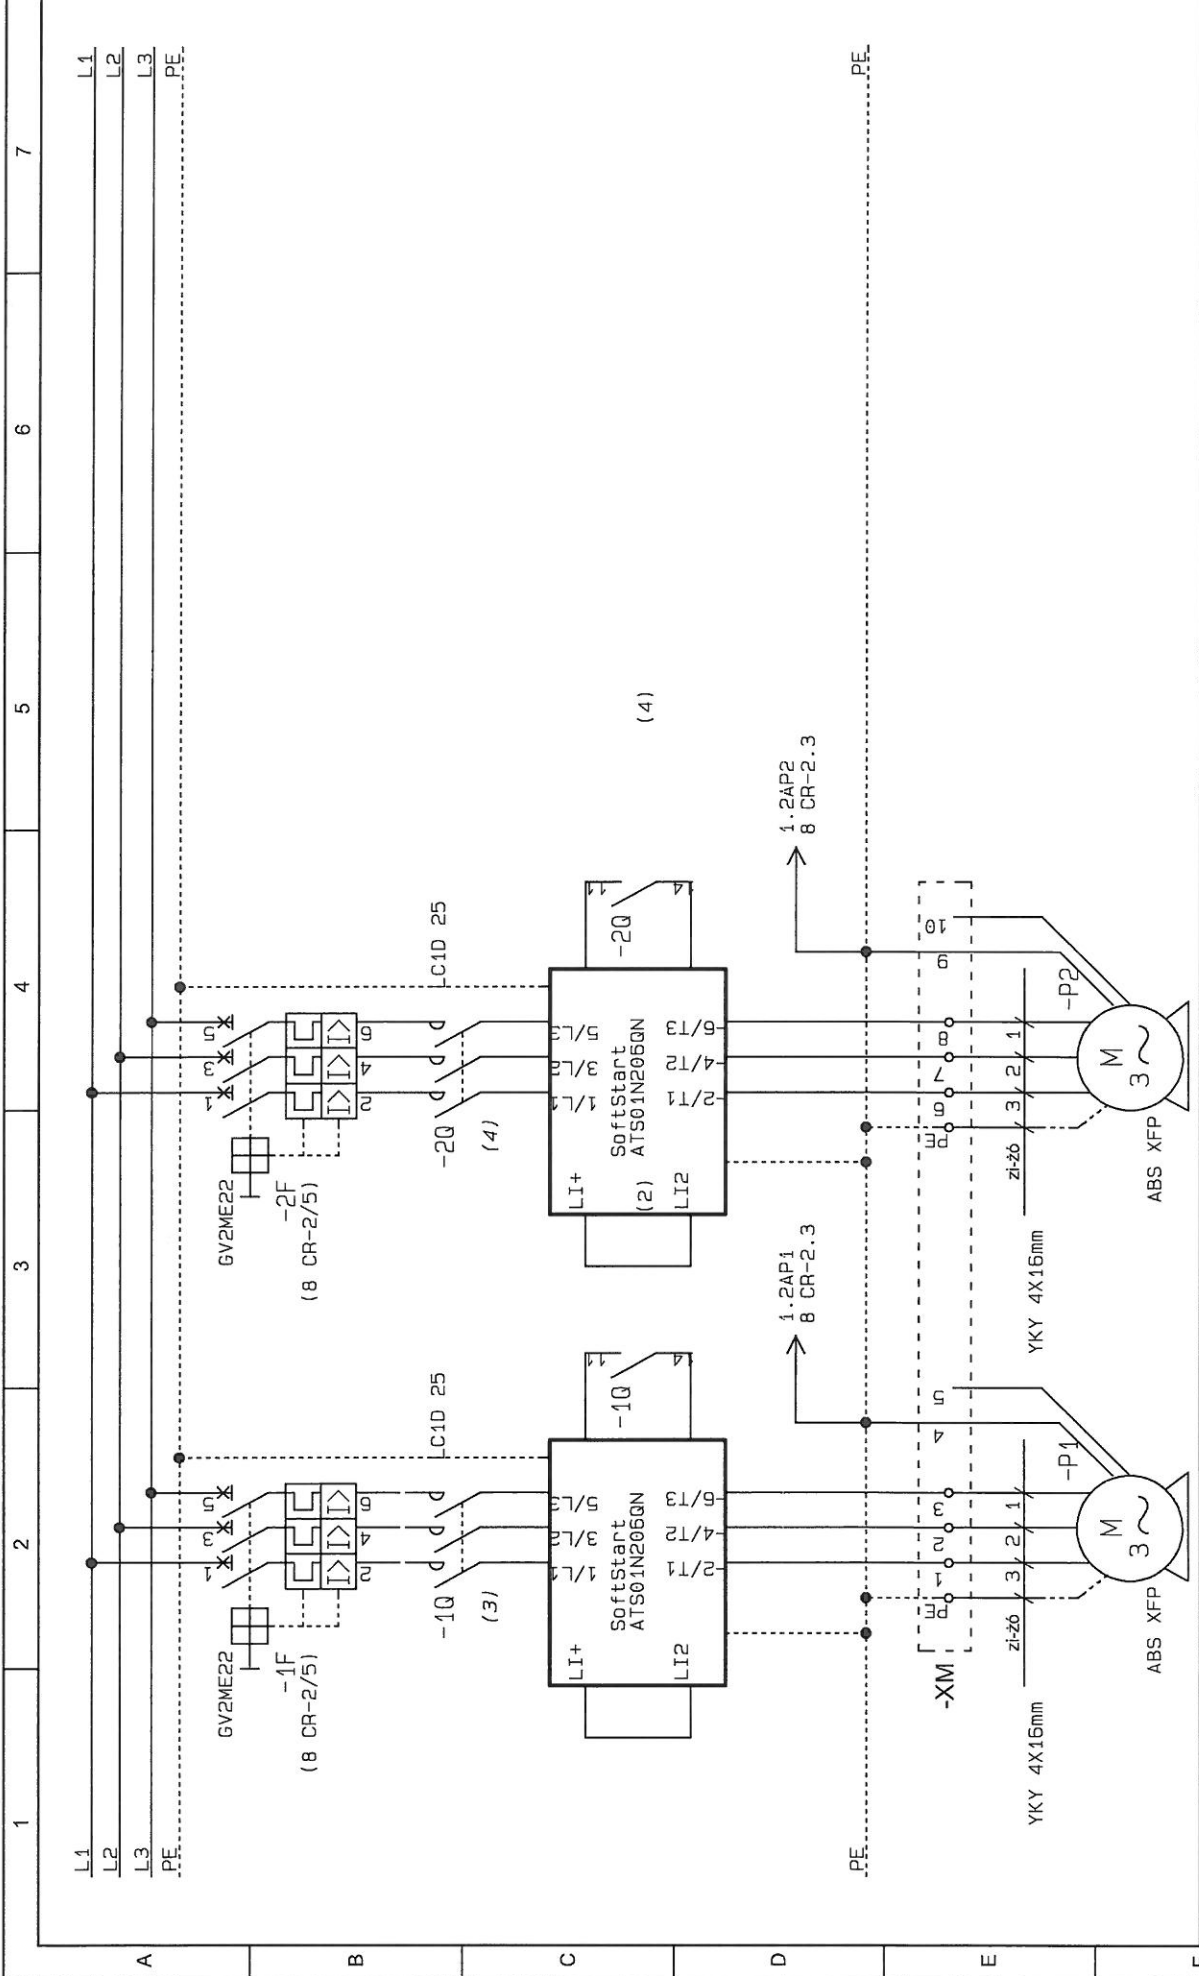 1
2
3
4
5
6
7
A
B
C
D
E
L1
L1
L2
L2
L3
L3
PE
PE
GV2ME22
-1F
(8 CR-2/5)
1
3
5
2
4
6
-1Q
(3)
LC1D 25
1/L1
3/L2
5/L3
LI+
SoftStart
ATS01N206QN
LI2
2/T1
4/T2
6/T3
11
-1Q
14
1.2AP1
8 CR-2.3
GV2ME22
-2F
(8 CR-2/5)
1
3
5
2
4
6
-2Q
(4)
LC1D 25
1/L1
3/L2
5/L3
LI+
SoftStart
ATS01N206QN
(2)
LI2
2/T1
4/T2
6/T3
11
-2Q
14
(4)
1.2AP2
8 CR-2.3
PE
PE
-XM
PE
1
2
3
4
5
PE
6
7
8
9
10
YKY 4X16mm
zi-żó
3
2
1
-P1
YKY 4X16mm
zi-żó
3
2
1
-P2
ABS XFP
M
3~
ABS XFP
M
3~